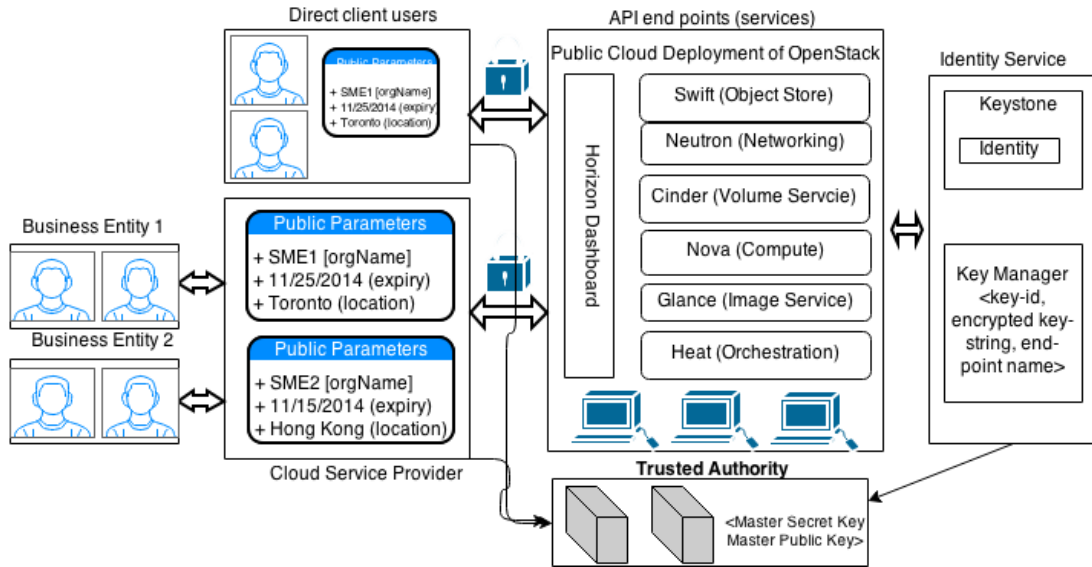 Direct client users
Public Parameters
+ SME1 [orgName]
+ 11/25/2014 (expiry)
+ Toronto (location)
Business Entity 1
Business Entity 2
Public Parameters
+ SME1 [orgName]
+ 11/25/2014 (expiry)
+ Toronto (location)
Public Parameters
+ SME2 [orgName]
+ 11/15/2014 (expiry)
+ Hong Kong (location)
Cloud Service Provider
API end points (services)
Public Cloud Deployment of OpenStack
Horizon Dashboard
Swift (Object Store)
Neutron (Networking)
Cinder (Volume Servcie)
Nova (Compute)
Glance (Image Service)
Heat (Orchestration)
Identity Service
Keystone
Identity
Key Manager
<key-id,
encrypted key-
string, end-
point name>
Trusted Authority
<Master Secret Key
Master Public Key>